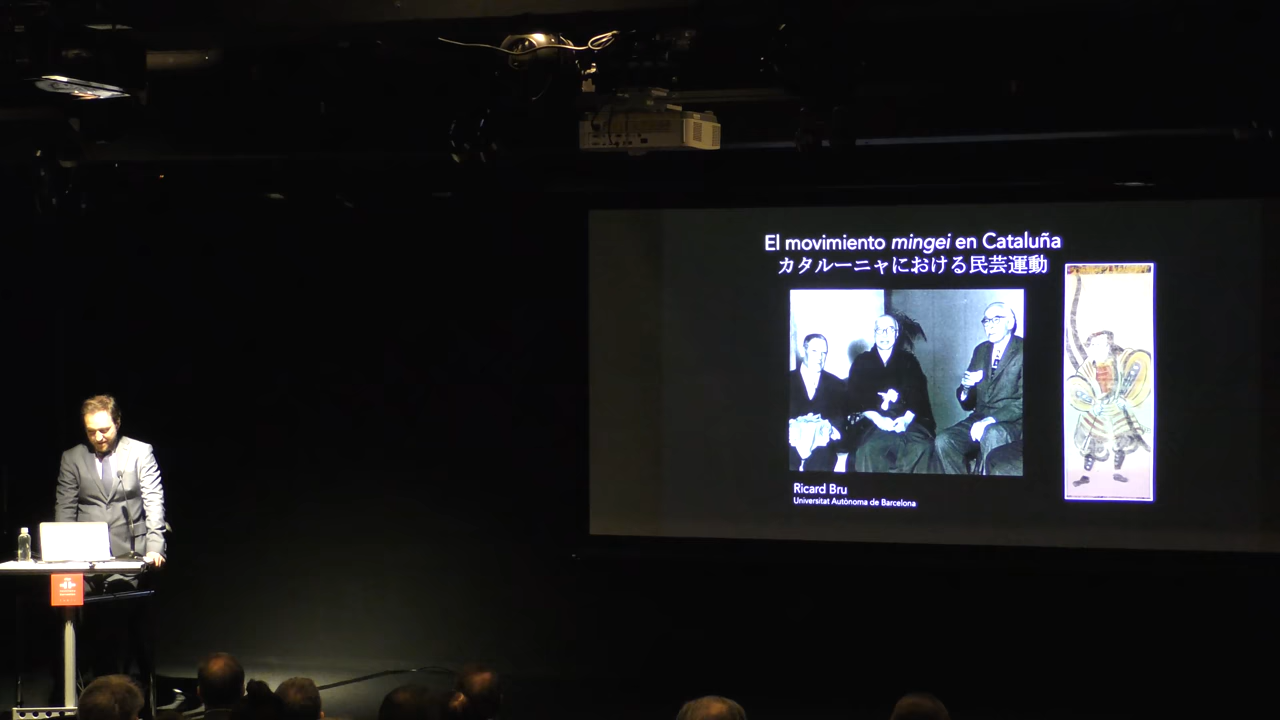 El movimiento mingei en Cataluña
カタルーニャにおける民芸運動
Ricard Bru
Universitat Autònoma de Barcelona